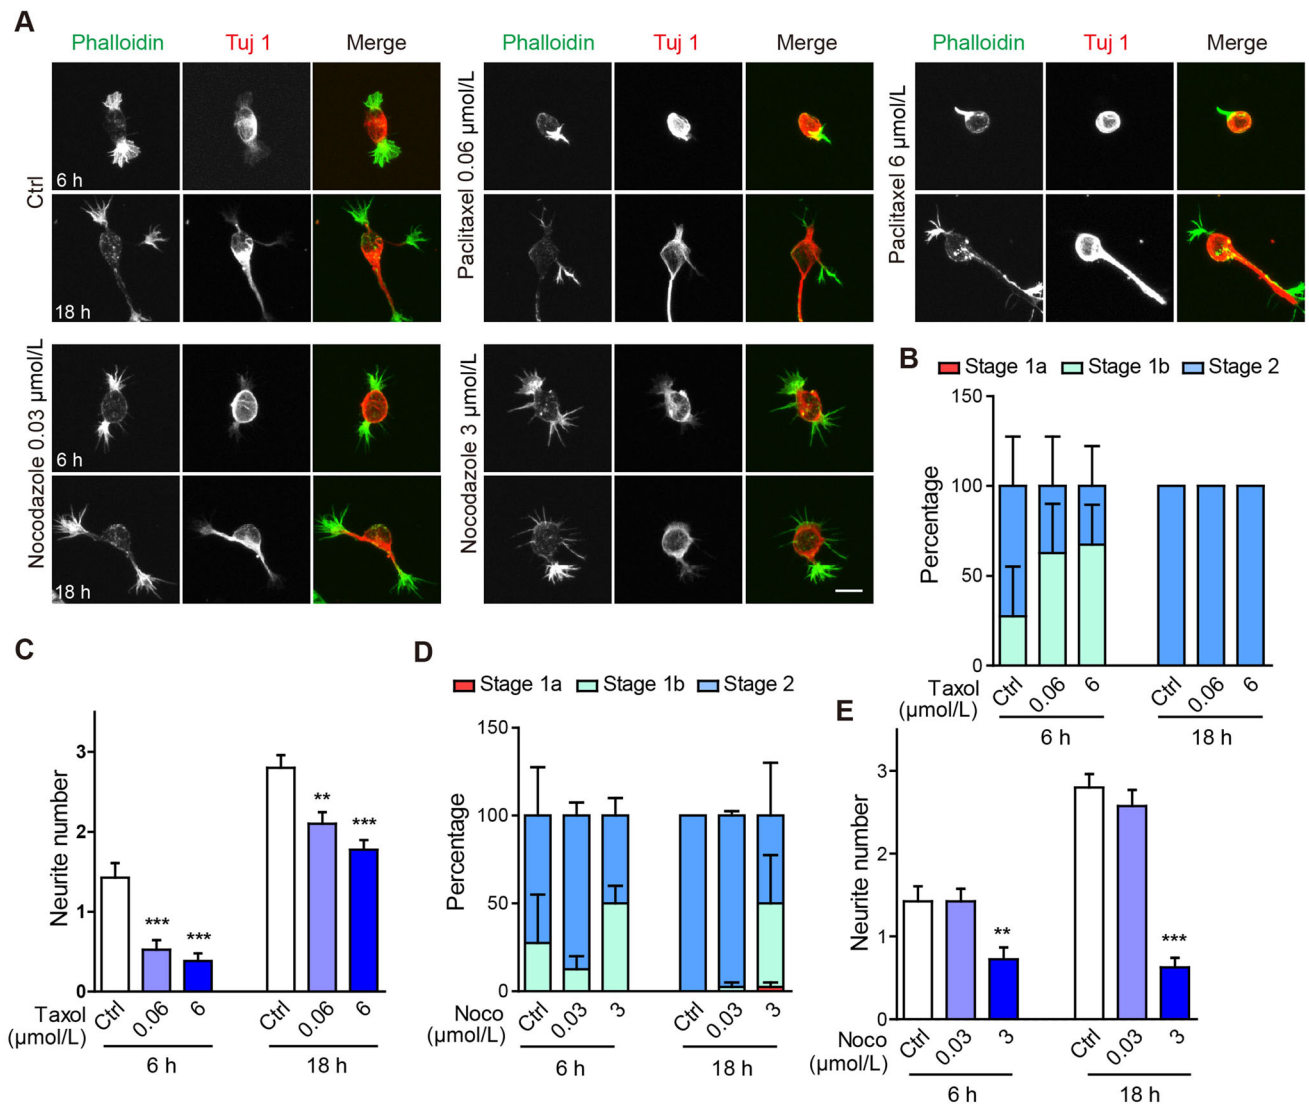 A
Phalloidin Tuj 1 Merge
Phalloidin Tuj 1 Merge
Phalloidin Tuj 1 Merge
Ctrl
6 h
18 h
Paclitaxel 0.06 μmol/L
Paclitaxel 6 μmol/L
Nocodazole 0.03 μmol/L
6 h
18 h
Nocodazole 3 μmol/L
B
Stage 1a Stage 1b Stage 2
Percentage
150
100
50
0
Taxol
(μmol/L)
Ctrl 0.06 6 Ctrl 0.06 6
6 h 18 h
C
Neurite number
3
2
1
0
** ***
*** ***
Taxol
(μmol/L)
Ctrl 0.06 6 Ctrl 0.06 6
6 h 18 h
D
Stage 1a Stage 1b Stage 2
Percentage
150
100
50
0
Noco
(μmol/L)
Ctrl 0.03 3 Ctrl 0.03 3
6 h 18 h
E
Neurite number
3
2
1
0
** ***
Noco
(μmol/L)
Ctrl 0.03 3 Ctrl 0.03 3
6 h 18 h